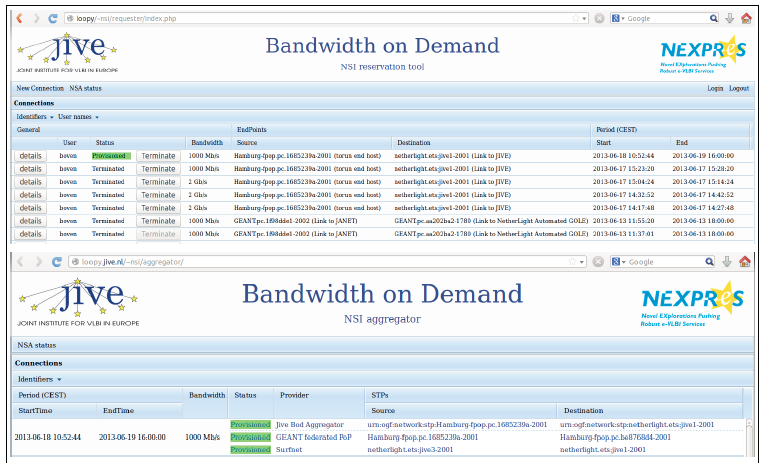 loopy/~nsi/requester/index.php
Google
JIVE
JOINT INSTITUTE FOR VLBI IN EUROPE
Bandwidth on Demand
NSI reservation tool
NEXPReS
Novel EXplorations Pushing
Robust e-VLBI Services
New Connection NSA status Login Logout
Connections
Identifiers User names
General EndPoints Period (CEST)
User Status Bandwidth Source Destination Start End
details boven Provisioned Terminate 1000 Mb/s Hamburg-fpop.pc.1685239a-2001 (torun end host) netherlight.ets:jive1-2001 (Link to JIVE) 2013-06-18 10:52:44 2013-06-19 16:00:00
details boven Terminated Terminate 1000 Mb/s Hamburg-fpop.pc.1685239a-2001 (torun end host) netherlight.ets:jive1-2001 (Link to JIVE) 2013-06-17 15:23:20 2013-06-17 15:28:20
details boven Terminated Terminate 2 Gb/s Hamburg-fpop.pc.1685239a-2001 (torun end host) netherlight.ets:jive1-2001 (Link to JIVE) 2013-06-17 15:04:24 2013-06-17 15:14:24
details boven Terminated Terminate 2 Gb/s Hamburg-fpop.pc.1685239a-2001 (torun end host) netherlight.ets:jive1-2001 (Link to JIVE) 2013-06-17 14:32:52 2013-06-17 14:42:52
details boven Terminated Terminate 2 Gb/s Hamburg-fpop.pc.1685239a-2001 (torun end host) netherlight.ets:jive1-2001 (Link to JIVE) 2013-06-17 14:17:48 2013-06-17 14:27:48
details boven Terminated Terminate 1000 Mb/s GEANT.pc.1f98dde1-2002 (Link to JANET) GEANT.pc.aa202ba2-1780 (Link to NetherLight Automated GOLE) 2013-06-13 11:55:20 2013-06-13 18:00:00
details boven Terminated Terminate 1000 Mb/s Hamburg-fpop.pc.1685239a-2001 (torun end host) netherlight.ets:jive1-2001 (Link to JIVE) 2013-06-13 11:37:01 2013-06-13 18:00:00
loopy.jive.nl/~nsi/aggregator/
Google
JIVE
JOINT INSTITUTE FOR VLBI IN EUROPE
Bandwidth on Demand
NSI aggregator
NEXPReS
Novel EXplorations Pushing
Robust e-VLBI Services
NSA status
Connections
Identifiers
Period (CEST) Bandwidth Status Provider STPs
StartTime EndTime Source Destination
Provisioned Jive Bod Aggregator urn:ogf:network:stp:Hamburg-fpop.pc.1685239a-2001 urn:ogf:network:stp:netherlight.ets:jive1-2001
2013-06-18 10:52:44 2013-06-19 16:00:00 1000 Mb/s Provisioned GEANT federated PoP Hamburg-fpop.pc.1685239a-2001 Hamburg-fpop.pc.be8768d4-2001
Provisioned Surfnet netherlight.ets:jive3-2001 netherlight.ets:jive1-2001